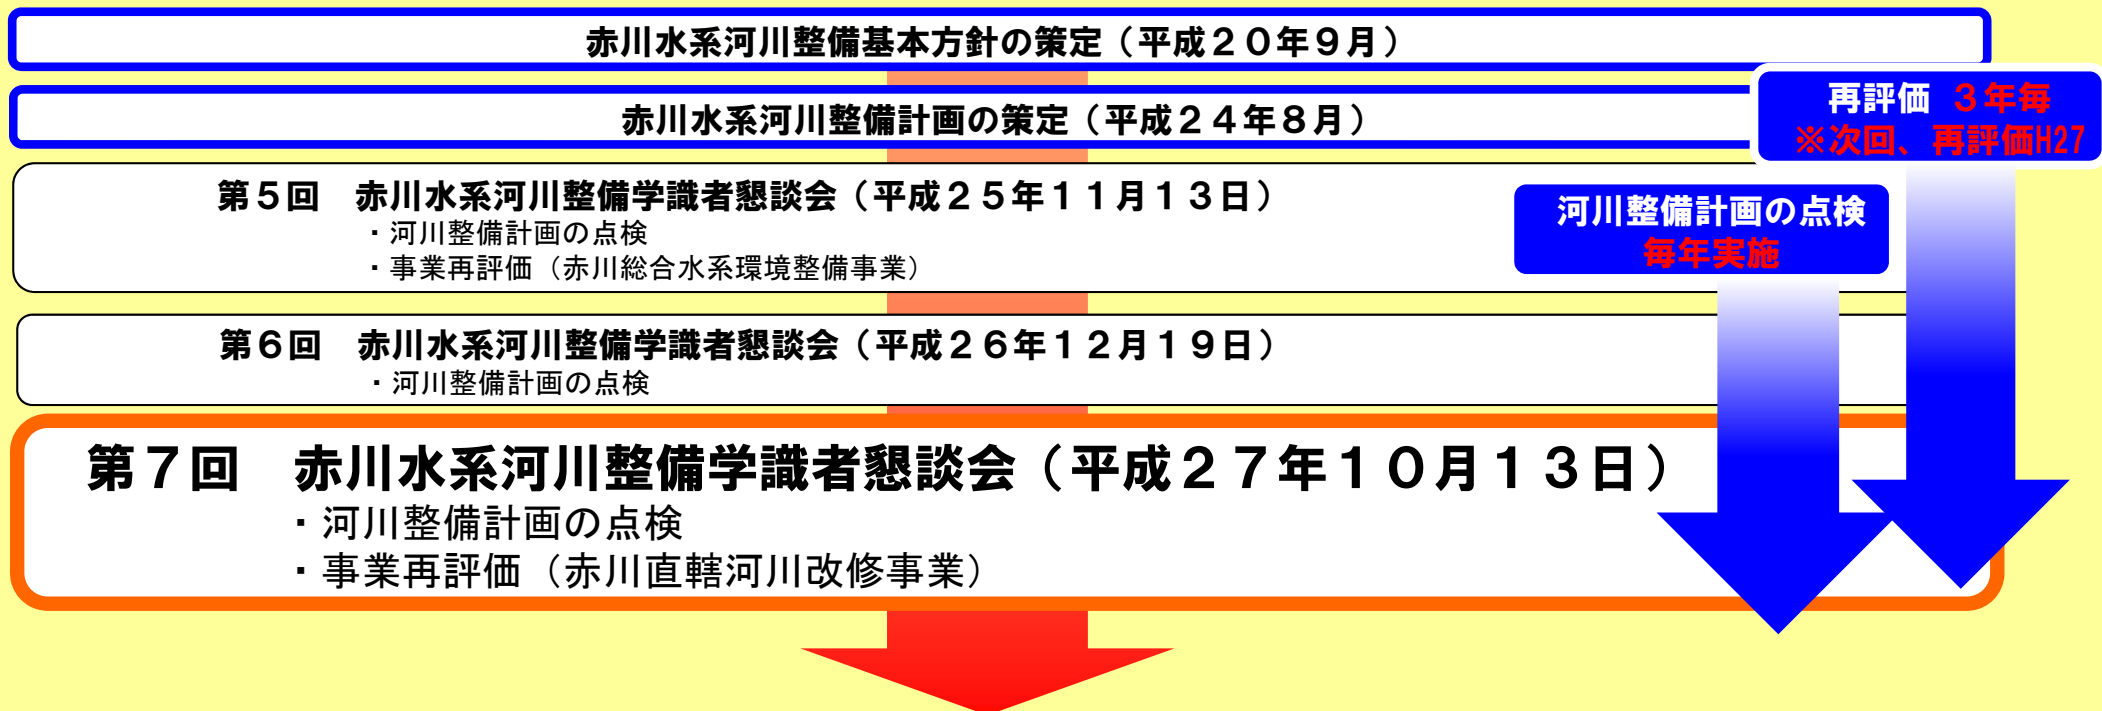 赤川水系河川整備基本方針の策定（平成２０年９月）
赤川水系河川整備計画の策定（平成２４年８月）
再評価 ３年毎
※次回、再評価H27
第５回　赤川水系河川整備学識者懇談会（平成２５年１１月１３日）
・河川整備計画の点検
・事業再評価（赤川総合水系環境整備事業）
河川整備計画の点検
毎年実施
第６回　赤川水系河川整備学識者懇談会（平成２６年１２月１９日）
・河川整備計画の点検
第７回　赤川水系河川整備学識者懇談会（平成２７年１０月１３日）
・河川整備計画の点検
・事業再評価（赤川直轄河川改修事業）